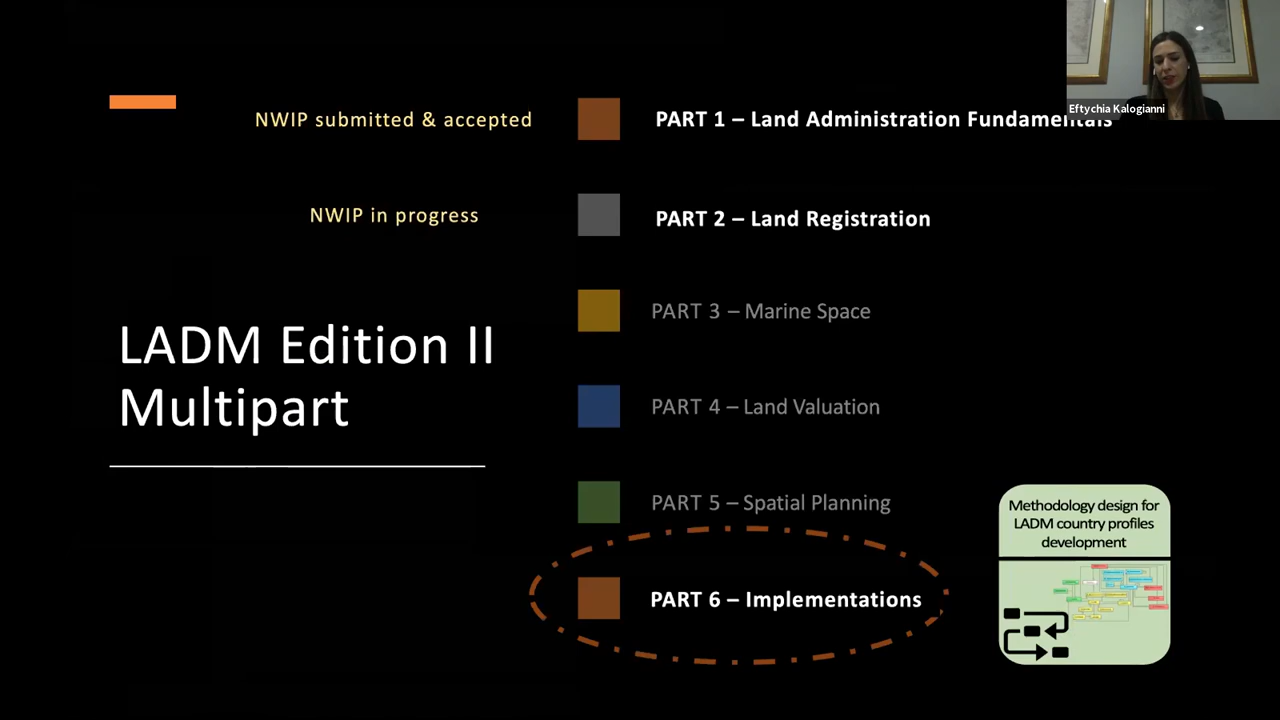 Eftychia Kalogianni
NWIP submitted & accepted
PART 1 – Land Administration Fundamentals
NWIP in progress
PART 2 – Land Registration
PART 3 – Marine Space
LADM Edition II
Multipart
PART 4 – Land Valuation
PART 5 – Spatial Planning
PART 6 – Implementations
Methodology design for
LADM country profiles
development